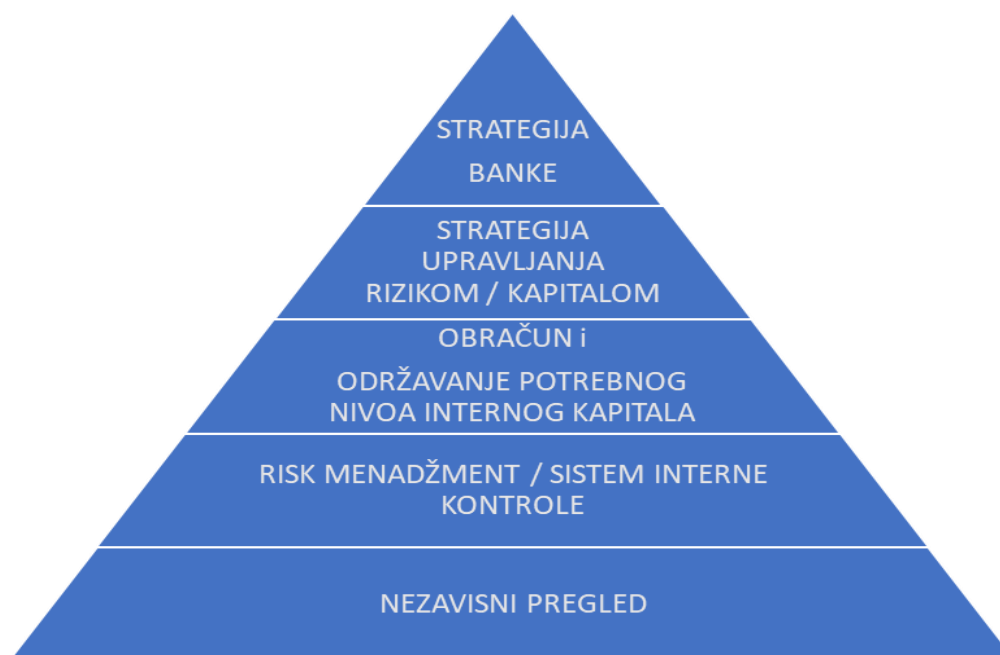 STRATEGIJA
BANKE
STRATEGIJA
UPRAVLJANJA
RIZIKOM / KAPITALOM
OBRAČUN i
ODRŽAVANJE POTREBNOG
NIVOA INTERNOG KAPITALA
RISK MENADŽMENT / SISTEM INTERNE
KONTROLE
NEZAVISNI PREGLED